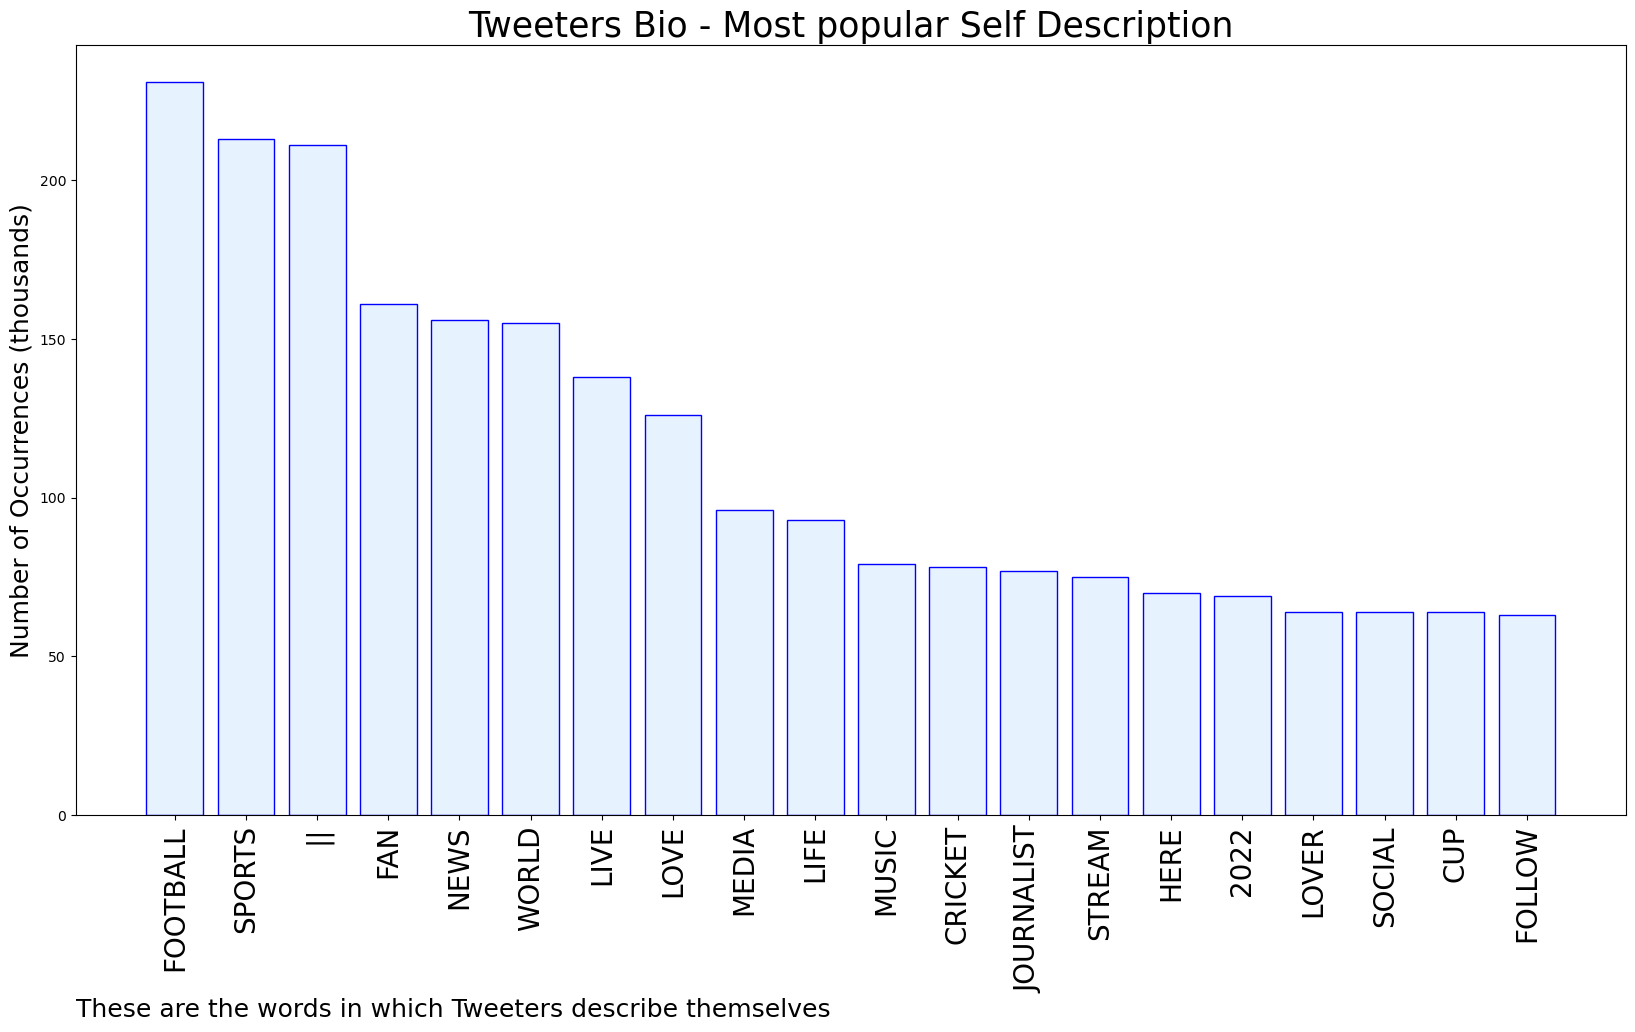 Tweeters Bio - Most popular Self Description
Number of Occurrences (thousands)
200
150
100
50
0
FOOTBALL
SPORTS
||
FAN
NEWS
WORLD
LIVE
LOVE
MEDIA
LIFE
MUSIC
CRICKET
JOURNALIST
STREAM
HERE
2022
LOVER
SOCIAL
CUP
FOLLOW
These are the words in which Tweeters describe themselves